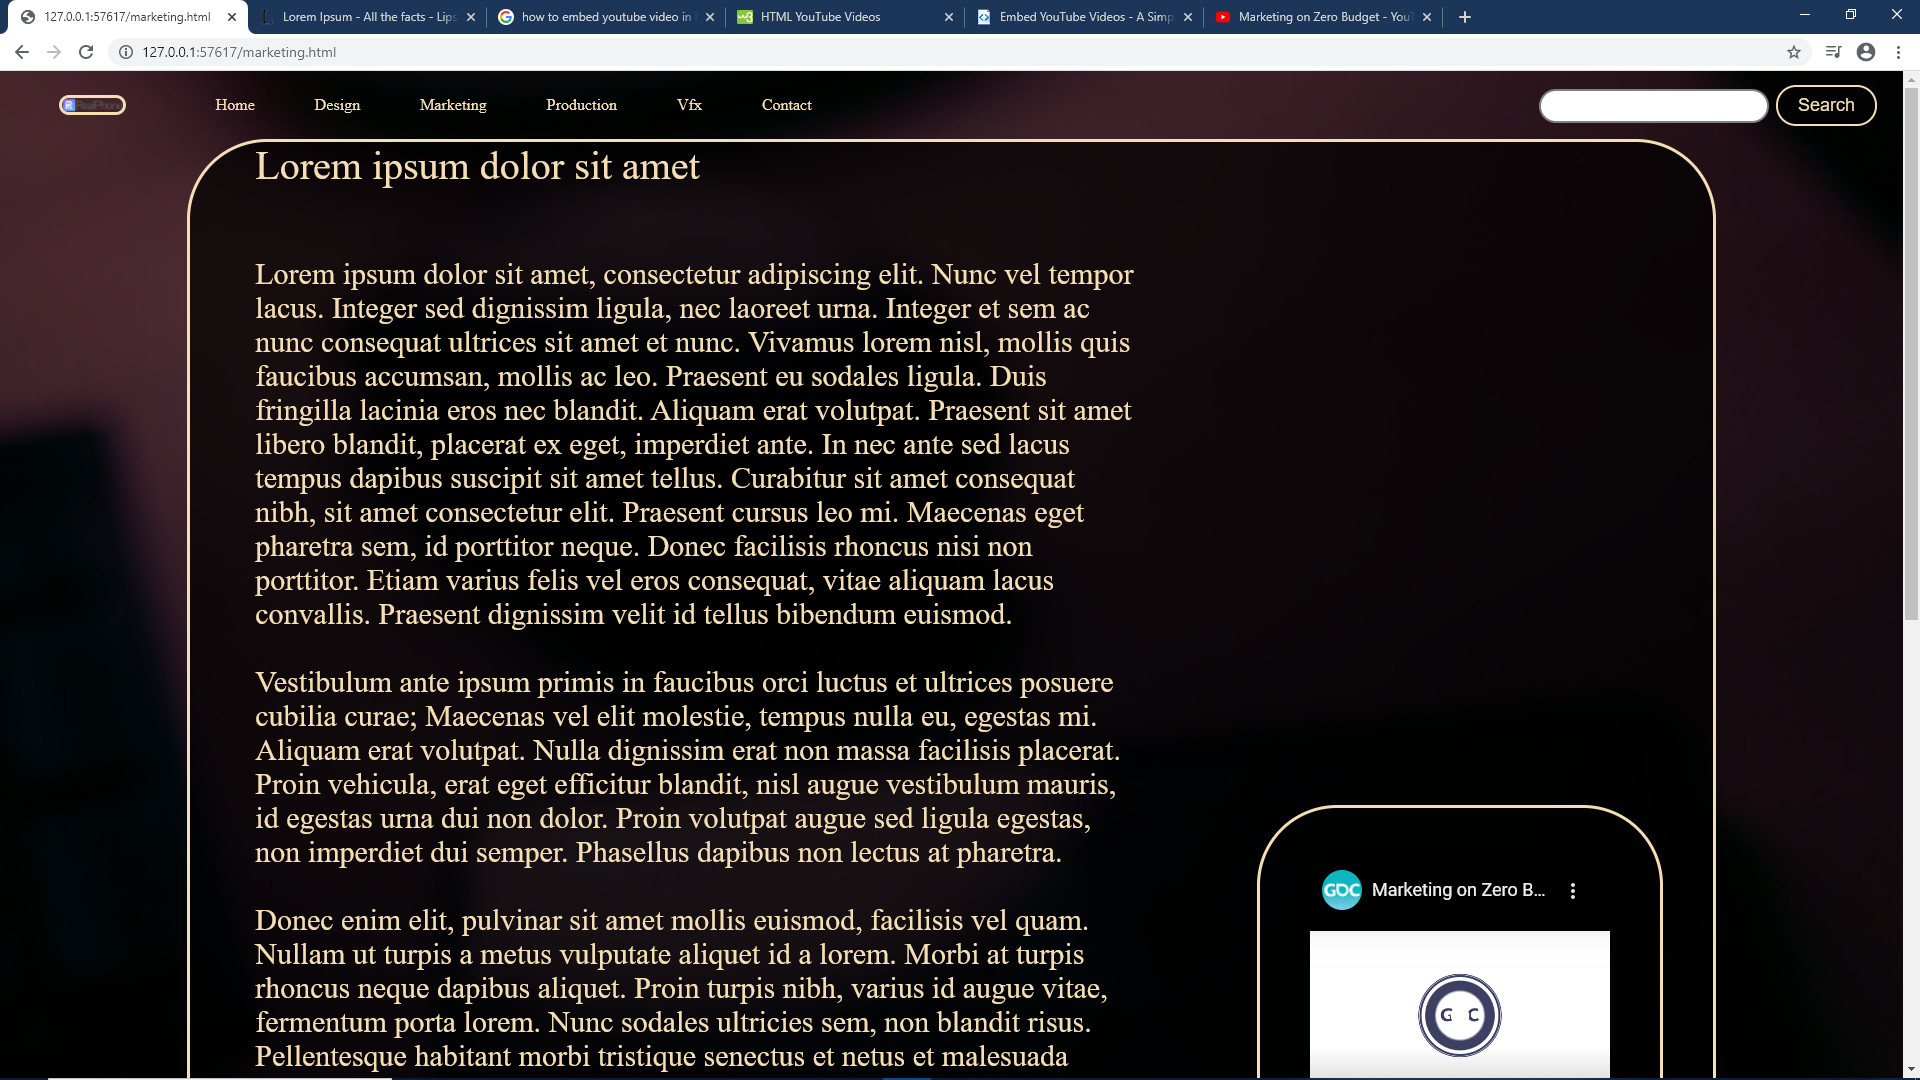 127.0.0.1:57617/marketing.html
Lorem Ipsum - All the facts - Lips
how to embed youtube video in
HTML YouTube Videos
Embed YouTube Videos - A Simp
Marketing on Zero Budget - You
127.0.0.1:57617/marketing.html
RealPhone
Home
Design
Marketing
Production
Vfx
Contact
Search
Lorem ipsum dolor sit amet
Lorem ipsum dolor sit amet, consectetur adipiscing elit. Nunc vel tempor
lacus. Integer sed dignissim ligula, nec laoreet urna. Integer et sem ac
nunc consequat ultrices sit amet et nunc. Vivamus lorem nisl, mollis quis
faucibus accumsan, mollis ac leo. Praesent eu sodales ligula. Duis
fringilla lacinia eros nec blandit. Aliquam erat volutpat. Praesent sit amet
libero blandit, placerat ex eget, imperdiet ante. In nec ante sed lacus
tempus dapibus suscipit sit amet tellus. Curabitur sit amet consequat
nibh, sit amet consectetur elit. Praesent cursus leo mi. Maecenas eget
pharetra sem, id porttitor neque. Donec facilisis rhoncus nisi non
porttitor. Etiam varius felis vel eros consequat, vitae aliquam lacus
convallis. Praesent dignissim velit id tellus bibendum euismod.
Vestibulum ante ipsum primis in faucibus orci luctus et ultrices posuere
cubilia curae; Maecenas vel elit molestie, tempus nulla eu, egestas mi.
Aliquam erat volutpat. Nulla dignissim erat non massa facilisis placerat.
Proin vehicula, erat eget efficitur blandit, nisl augue vestibulum mauris,
id egestas urna dui non dolor. Proin volutpat augue sed ligula egestas,
non imperdiet dui semper. Phasellus dapibus non lectus at pharetra.
Donec enim elit, pulvinar sit amet mollis euismod, facilisis vel quam.
Nullam ut turpis a metus vulputate aliquet id a lorem. Morbi at turpis
rhoncus neque dapibus aliquet. Proin turpis nibh, varius id augue vitae,
fermentum porta lorem. Nunc sodales ultricies sem, non blandit risus.
Pellentesque habitant morbi tristique senectus et netus et malesuada
GDC
Marketing on Zero B...
G C